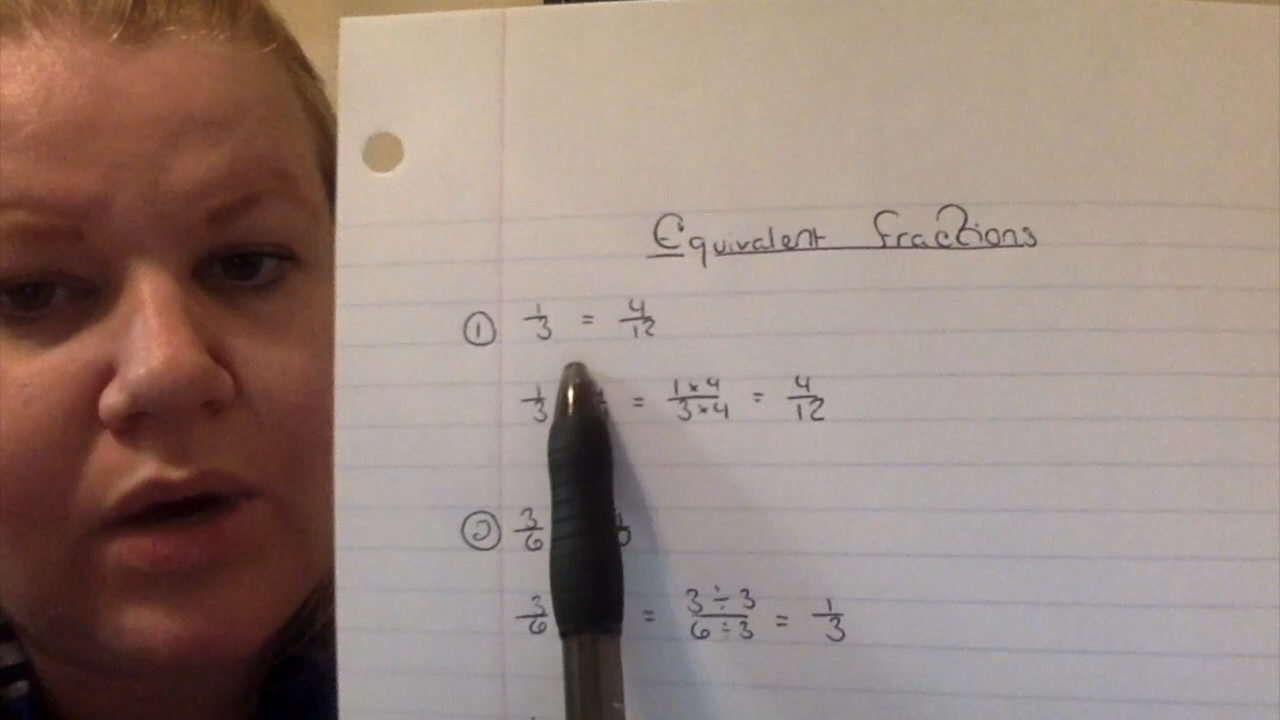 Equivalent fractions
① 1/3 = 4/12
1/3 = 1×4/3×4 = 4/12
② 3/6
3/6 = 3÷3/6÷3 = 1/3